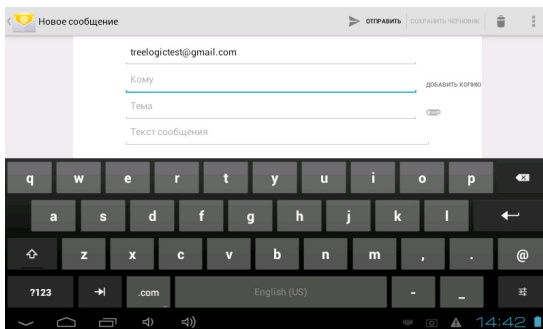 Новое сообщение ОТПРАВИТЬ СОХРАНИТЬ ЧЕРНОВИК
treelogictest@gmail.com
Кому ДОБАВИТЬ КОПИЮ
Тема
Текст сообщения
q w e r t y u i o p
a s d f g h j k l
z x c v b n m , . @
?123 .com English (US) - _
14:42